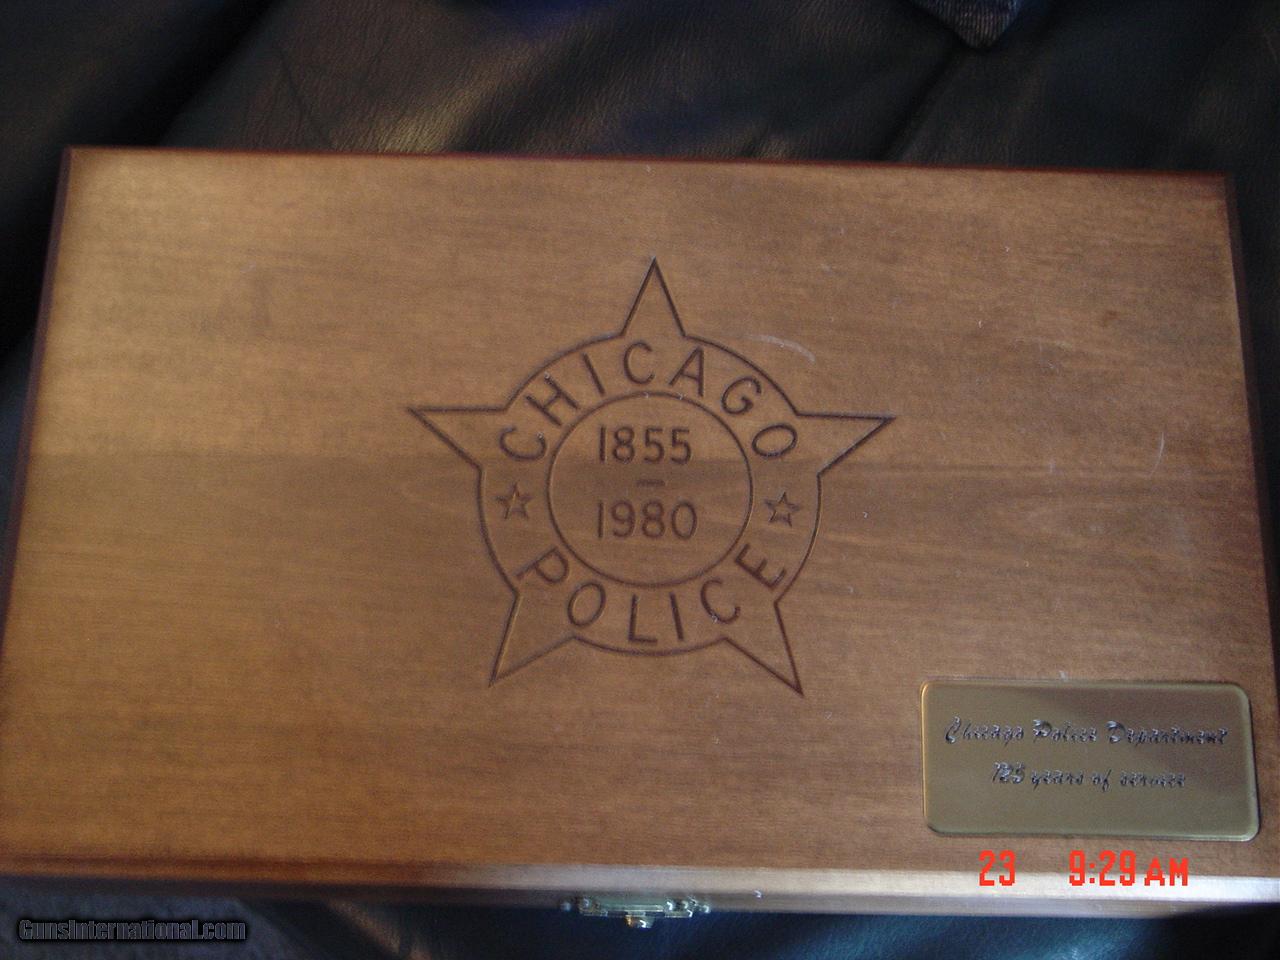 CHICAGO
1855
—
1980
POLICE
Chicago Police Department
125 years of service
23 9:29 AM
GunsInternational.com